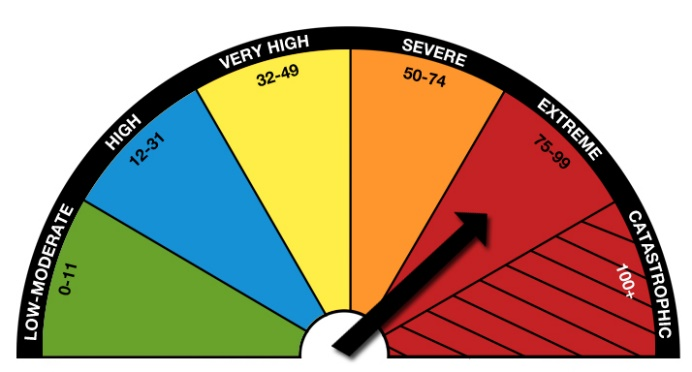 LOW-MODERATE
0-11
HIGH
12-31
VERY HIGH
32-49
SEVERE
50-74
EXTREME
75-99
CATASTROPHIC
100+